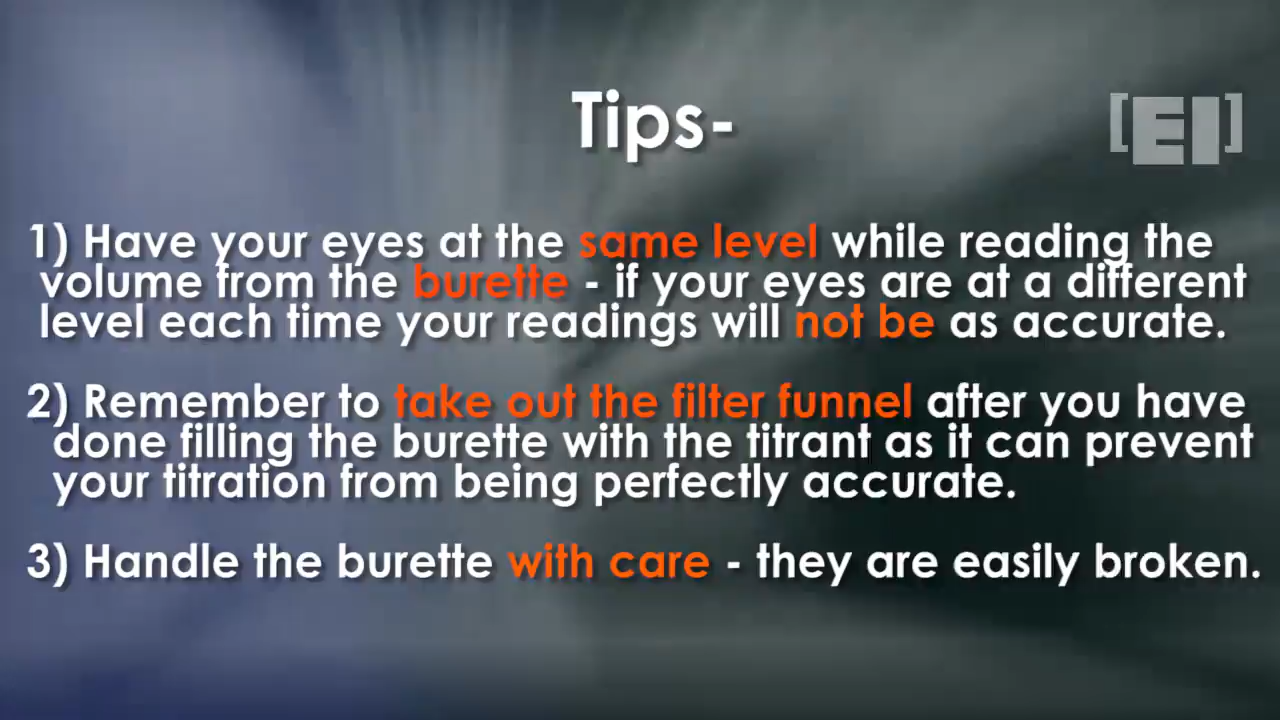 Tips-
[EI]
1) Have your eyes at the same level while reading the
volume from the burette - if your eyes are at a different
level each time your readings will not be as accurate.
2) Remember to take out the filter funnel after you have
done filling the burette with the titrant as it can prevent
your titration from being perfectly accurate.
3) Handle the burette with care - they are easily broken.